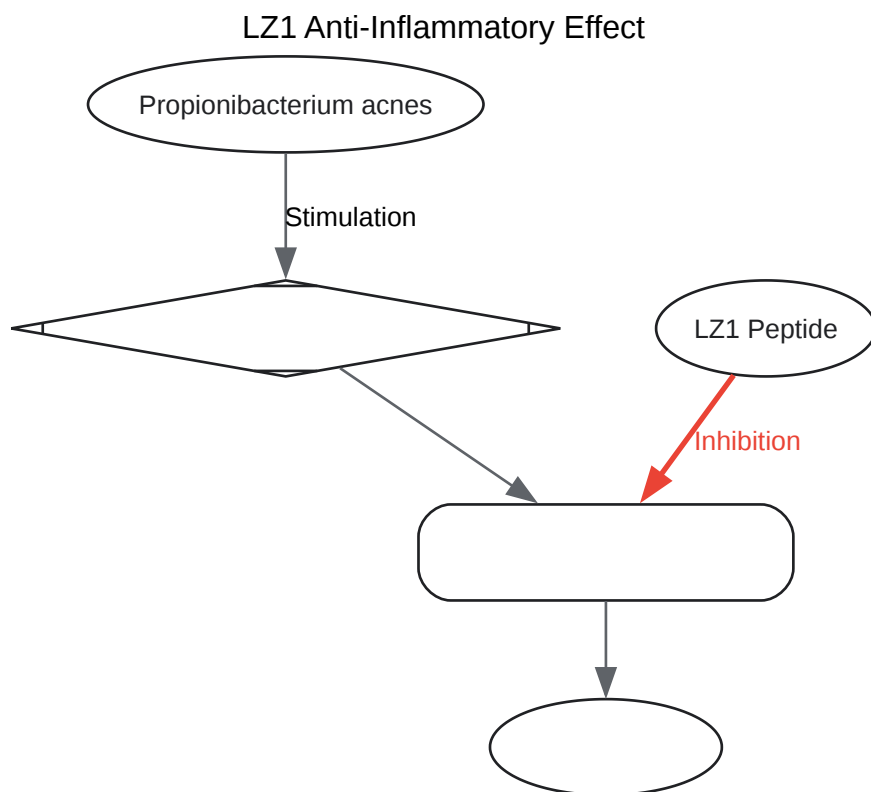 LZ1 Anti-Inflammatory Effect
Propionibacterium acnes
Stimulation
LZ1 Peptide
Inhibition